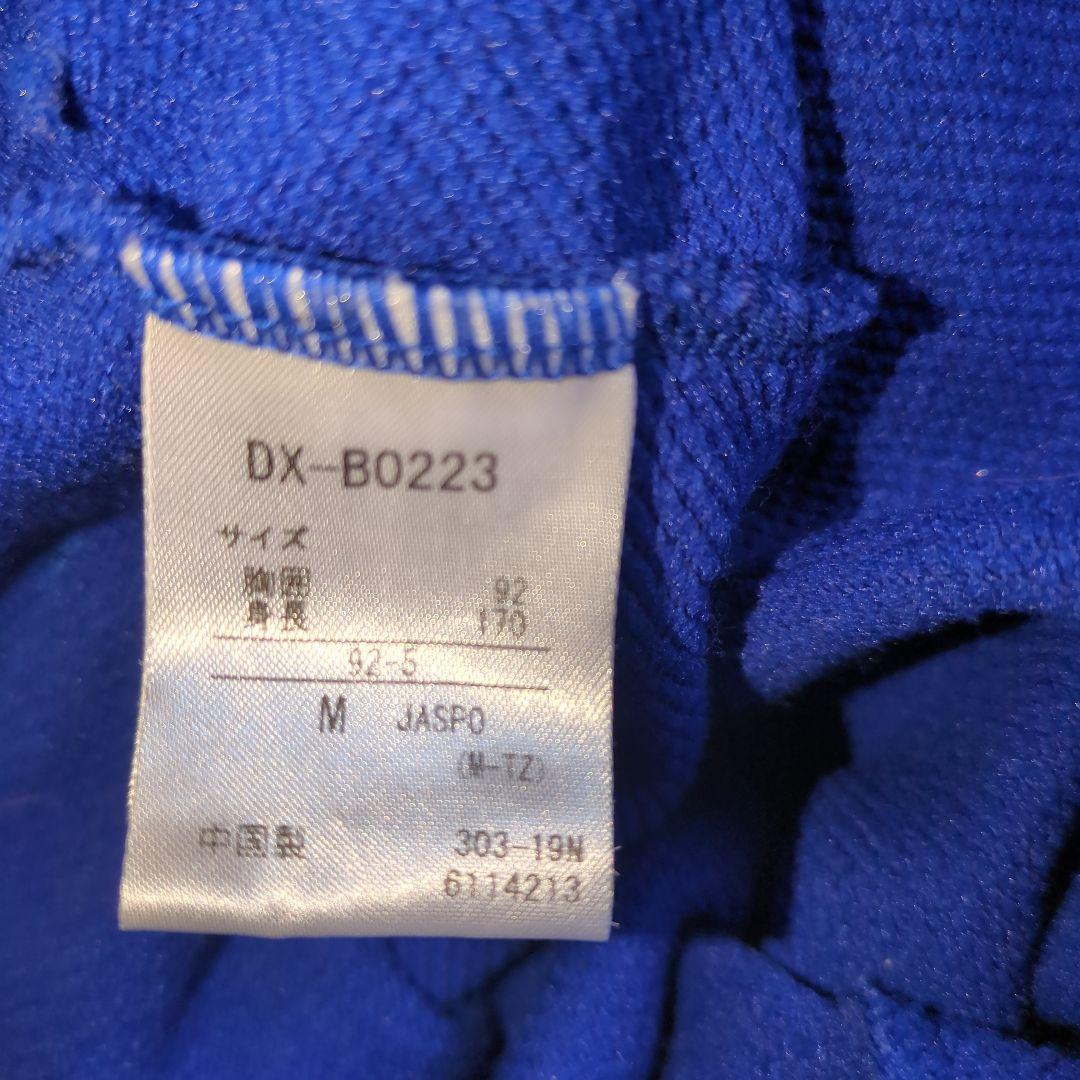 DX-B0223
サイズ
胸囲 92
身長 170
92-5
M JASPO
(M-TZ)
中国製 303-19N
6114213